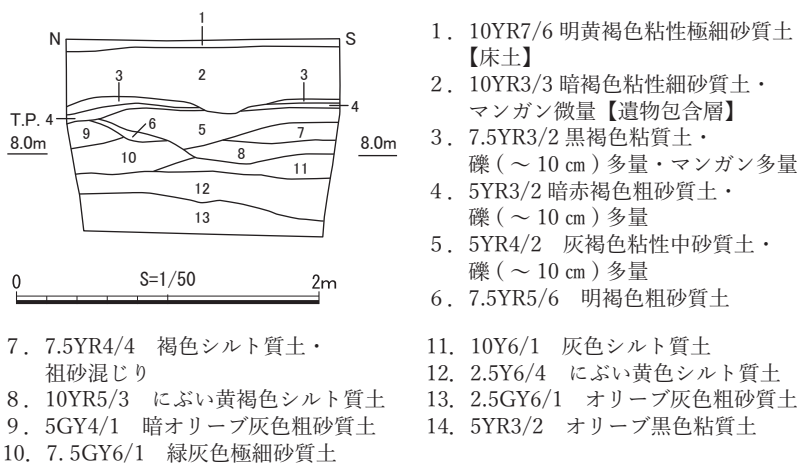 1
N
S
2
3
3
4
T.P. 4
8.0m
8.0m
5
6
7
8
9
10
11
12
13
0
S=1/50
2m
1．10YR7/6 明黄褐色粘性極細砂質土
【床土】
2．10YR3/3 暗褐色粘性細砂質土・
マンガン微量【遺物包含層】
3．7.5YR3/2 黒褐色粘質土・
礫 ( ～ 10 ㎝ ) 多量・マンガン多量
4．5YR3/2 暗赤褐色粗砂質土・
礫 ( ～ 10 ㎝ ) 多量
5．5YR4/2　灰褐色粘性中砂質土・
礫 ( ～ 10 ㎝ ) 多量
6．7.5YR5/6　明褐色粗砂質土
7．7.5YR4/4　褐色シルト質土・
祖砂混じり
8．10YR5/3　にぶい黄褐色シルト質土
9．5GY4/1　暗オリーブ灰色粗砂質土
10．7. 5GY6/1　緑灰色極細砂質土
11．10Y6/1　灰色シルト質土
12．2.5Y6/4　にぶい黄色シルト質土
13．2.5GY6/1　オリーブ灰色粗砂質土
14．5YR3/2　オリーブ黒色粘質土